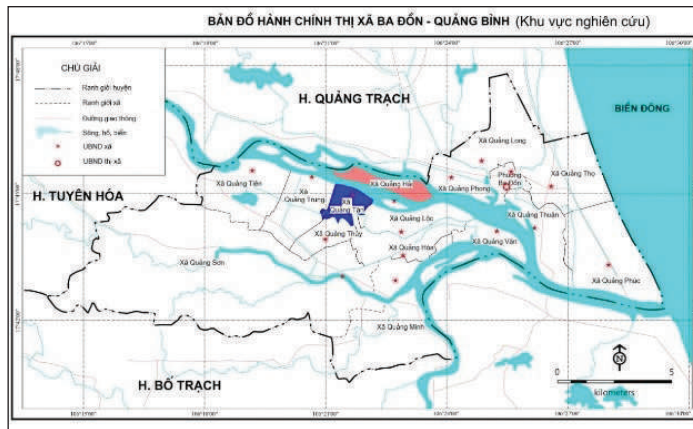 BẢN ĐỒ HÀNH CHÍNH THỊ XÃ BA ĐỒN - QUẢNG BÌNH (Khu vực nghiên cứu)
CHÚ GIẢI
Ranh giới huyện
Ranh giới xã
Đường giao thông
Sông, hồ, biển
UBND xã
UBND thị xã
H. QUẢNG TRẠCH
BIỂN ĐÔNG
H. TUYÊN HÓA
Xã Quảng Long
Xã Quảng Tiên
Xã Quảng Trung
Xã Quảng Hải
Xã Quảng Phong
Phường Ba Đồn
Xã Quảng Thọ
Xã Quảng Tân
Xã Quảng Lộc
Xã Quảng Thuận
Xã Quảng Thủy
Xã Quảng Hòa
Xã Quảng Văn
Xã Quảng Sơn
Xã Quảng Phúc
Xã Quảng Minh
H. BỐ TRẠCH
N
0 5
kilometers